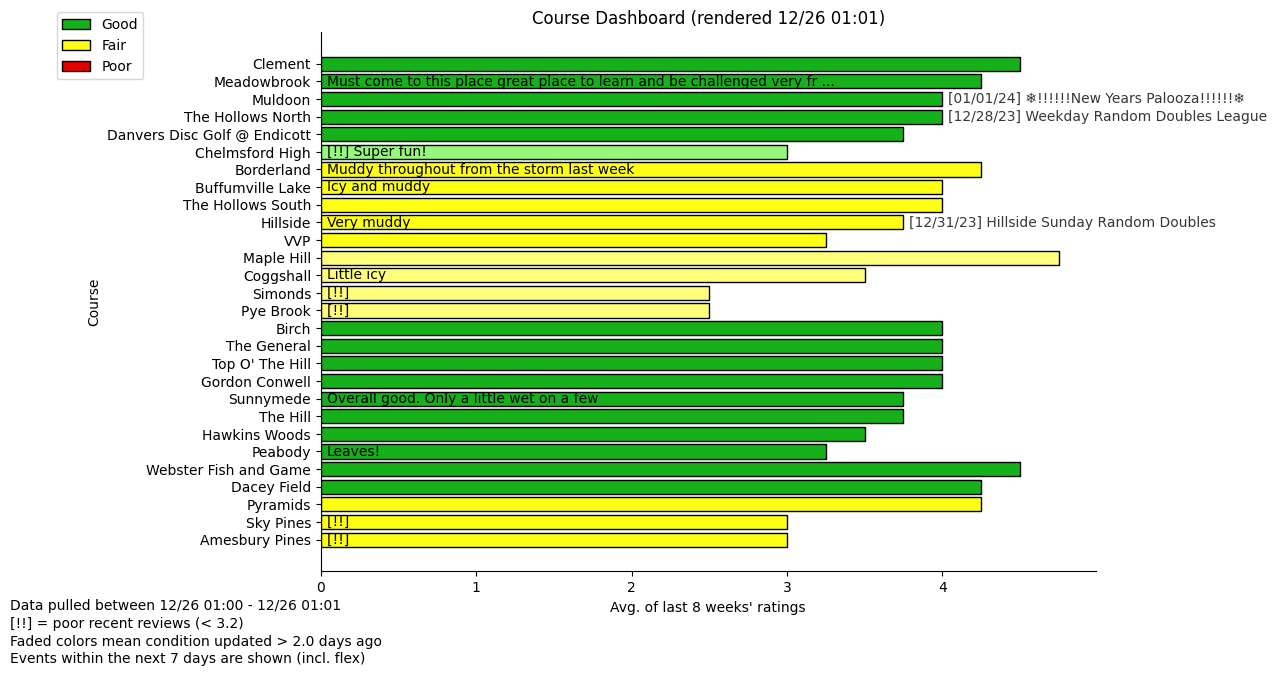 Course Dashboard (rendered 12/26 01:01)
Good
Fair
Poor
Clement
Meadowbrook Must come to this place great place to learn and be challenged very fr ...
Muldoon [01/01/24] ❄!!!!!!New Years Palooza!!!!!!❄
The Hollows North [12/28/23] Weekday Random Doubles League
Danvers Disc Golf @ Endicott
Chelmsford High [!!] Super fun!
Borderland Muddy throughout from the storm last week
Buffumville Lake Icy and muddy
The Hollows South
Hillside Very muddy [12/31/23] Hillside Sunday Random Doubles
VVP
Maple Hill
Coggshall Little icy
Simonds [!!]
Pye Brook [!!]
Birch
The General
Top O' The Hill
Gordon Conwell
Sunnymede Overall good. Only a little wet on a few
The Hill
Hawkins Woods
Peabody Leaves!
Webster Fish and Game
Dacey Field
Pyramids
Sky Pines [!!]
Amesbury Pines [!!]
Course
0 1 2 3 4
Avg. of last 8 weeks' ratings
Data pulled between 12/26 01:00 - 12/26 01:01
[!!] = poor recent reviews (< 3.2)
Faded colors mean condition updated > 2.0 days ago
Events within the next 7 days are shown (incl. flex)